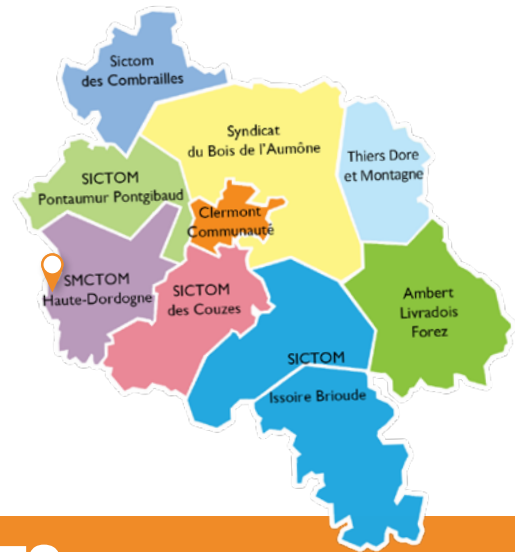 Sictom
des Combrailles
Syndicat
du Bois de l'Aumône
Thiers Dore
et Montagne
SICTOM
Pontaumur Pontgibaud
Clermont
Communauté
SMCTOM
Haute-Dordogne
SICTOM
des Couzes
Ambert
Livradois
Forez
SICTOM
Issoire Brioude